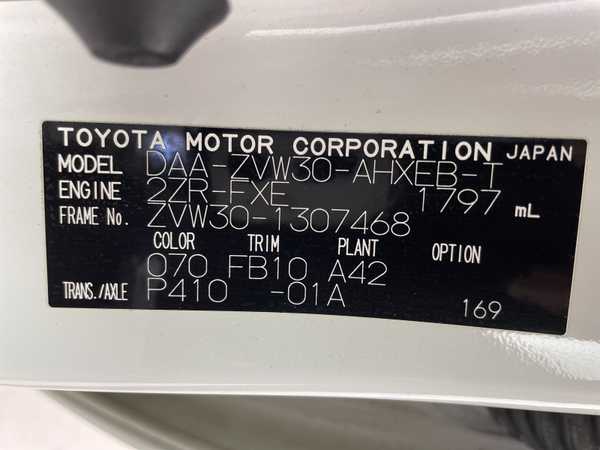 TOYOTA MOTOR CORPORATION JAPAN
MODEL DAA-ZVW30-AHXEB-T
ENGINE 2ZR-FXE 1797 mL
FRAME No. ZVW30-1307468
COLOR TRIM PLANT OPTION
070 FB10 A42
TRANS./AXLE P410 -01A
169